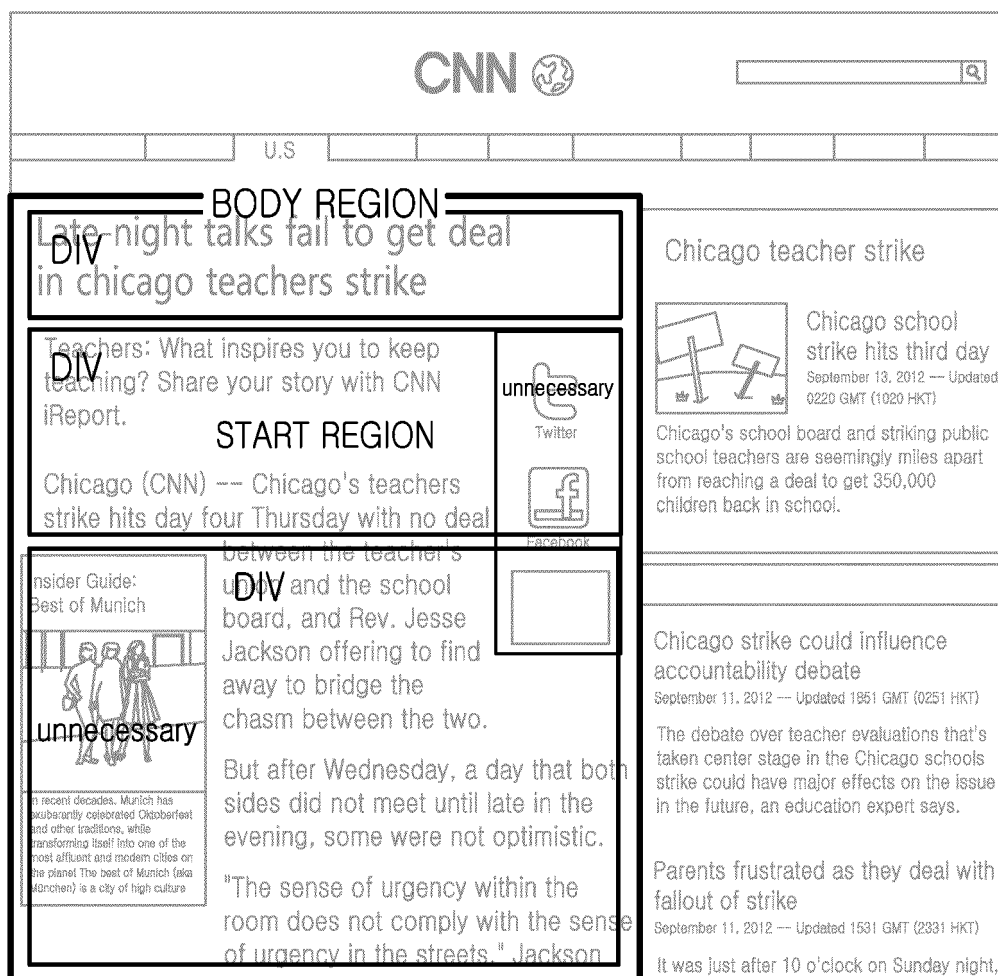 CNN
U.S
BODY REGION
Late-night talks fail to get deal
DIV
in chicago teachers strike
Teachers: What inspires you to keep
DIV
teaching? Share your story with CNN
iReport.
START REGION
Chicago (CNN) -- Chicago's teachers
strike hits day four Thursday with no deal
between the teacher's
DIV
union and the school
board, and Rev. Jesse
Jackson offering to find
away to bridge the
chasm between the two.
But after Wednesday, a day that both
sides did not meet until late in the
evening, some were not optimistic.
"The sense of urgency within the
room does not comply with the sense
of urgency in the streets," Jackson
unnecessary
Twitter
Facebook
nsider Guide:
Best of Munich
unnecessary
In recent decades. Munich has
exuberantly celebrated Oktoberfest
and other traditions, while
transforming itself into one of the
most affluent and modern cities on
the planet The best of Munich (aka
München) is a city of high culture
Chicago teacher strike
Chicago school
strike hits third day
September 13, 2012 -- Updated
0220 GMT (1020 HKT)
Chicago's school board and striking public
school teachers are seemingly miles apart
from reaching a deal to get 350,000
children back in school.
Chicago strike could influence
accountability debate
September 11, 2012 -- Updated 1851 GMT (0251 HKT)
The debate over teacher evaluations that's
taken center stage in the Chicago schools
strike could have major effects on the issue
in the future, an education expert says.
Parents frustrated as they deal with
fallout of strike
September 11, 2012 -- Updated 1531 GMT (2331 HKT)
It was just after 10 o'clock on Sunday night,